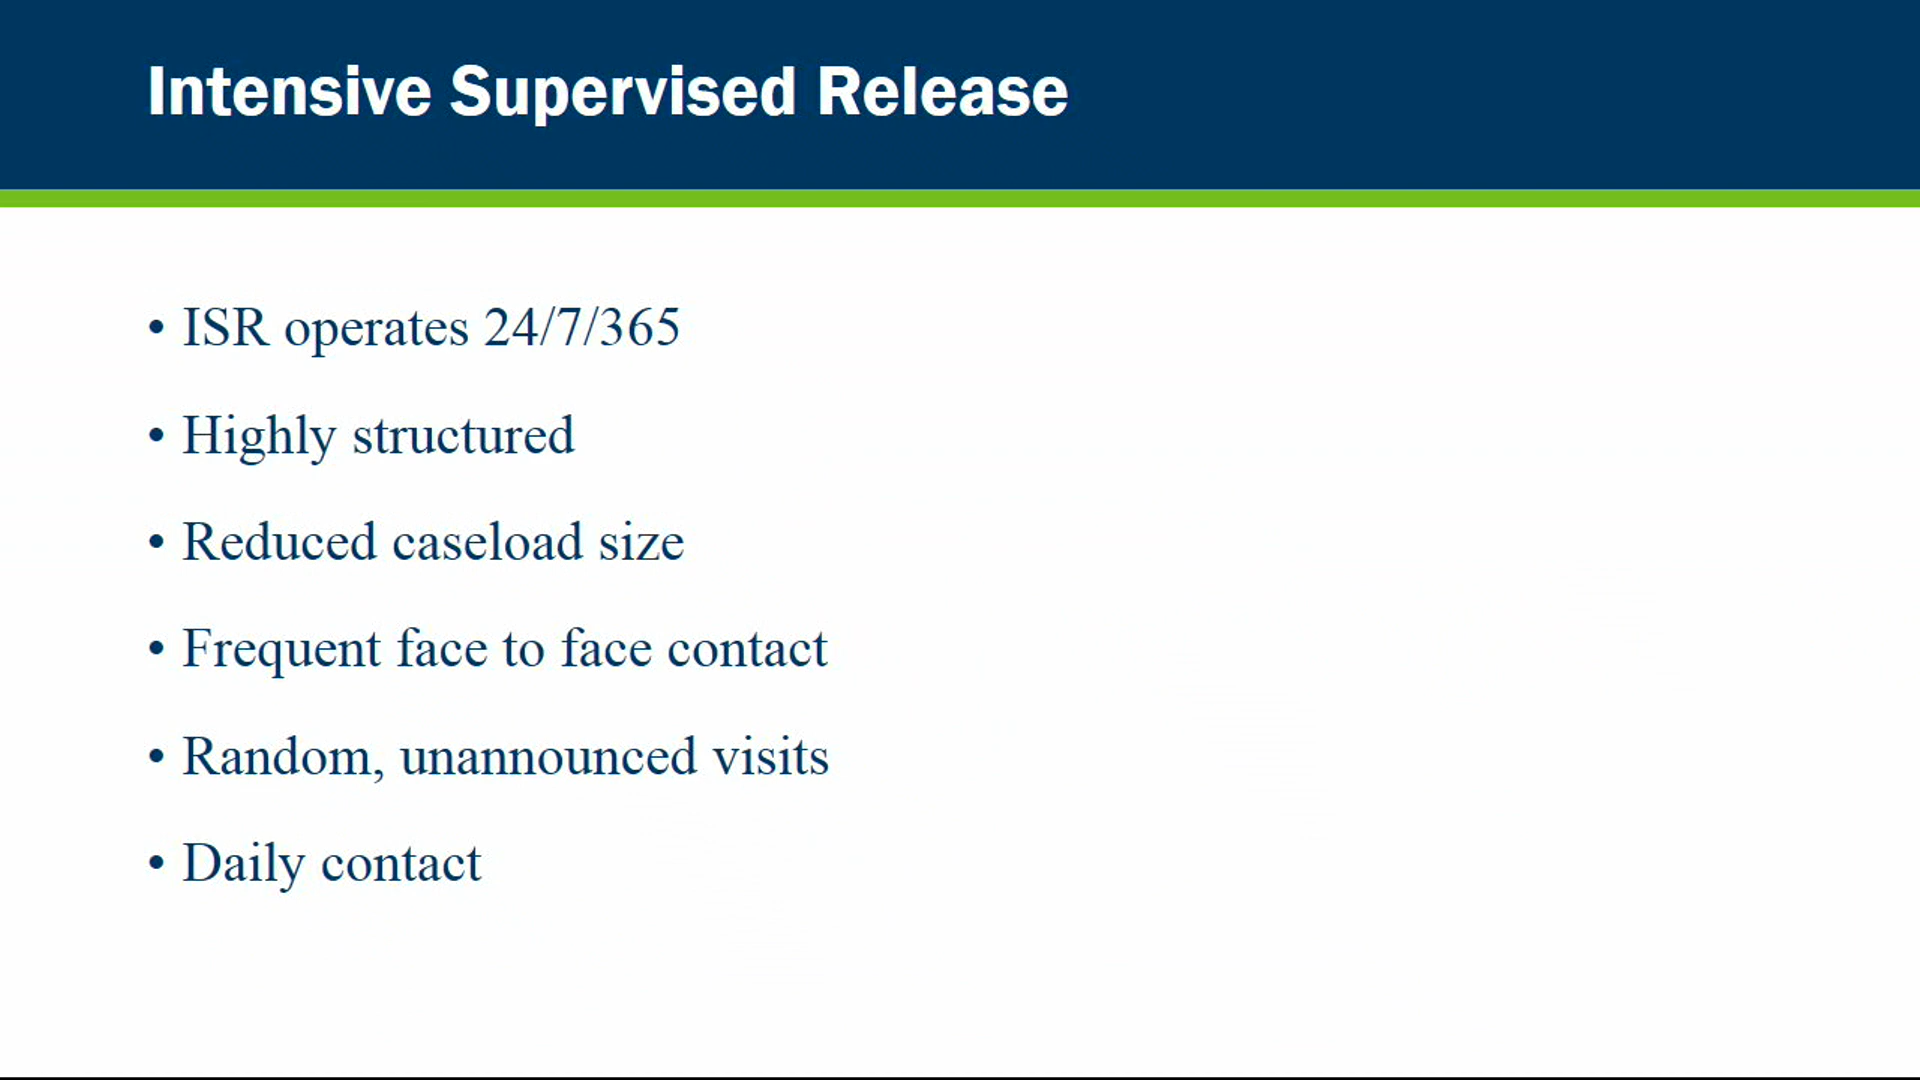 Intensive Supervised Release
• ISR operates 24/7/365
• Highly structured
• Reduced caseload size
• Frequent face to face contact
• Random, unannounced visits
• Daily contact